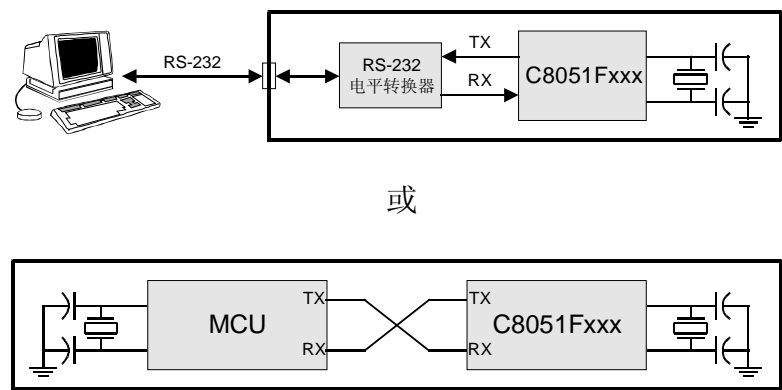 RS-232
RS-232
电平转换器
TX
RX
C8051Fxxx
或
MCU
TX
RX
TX
RX
C8051Fxxx